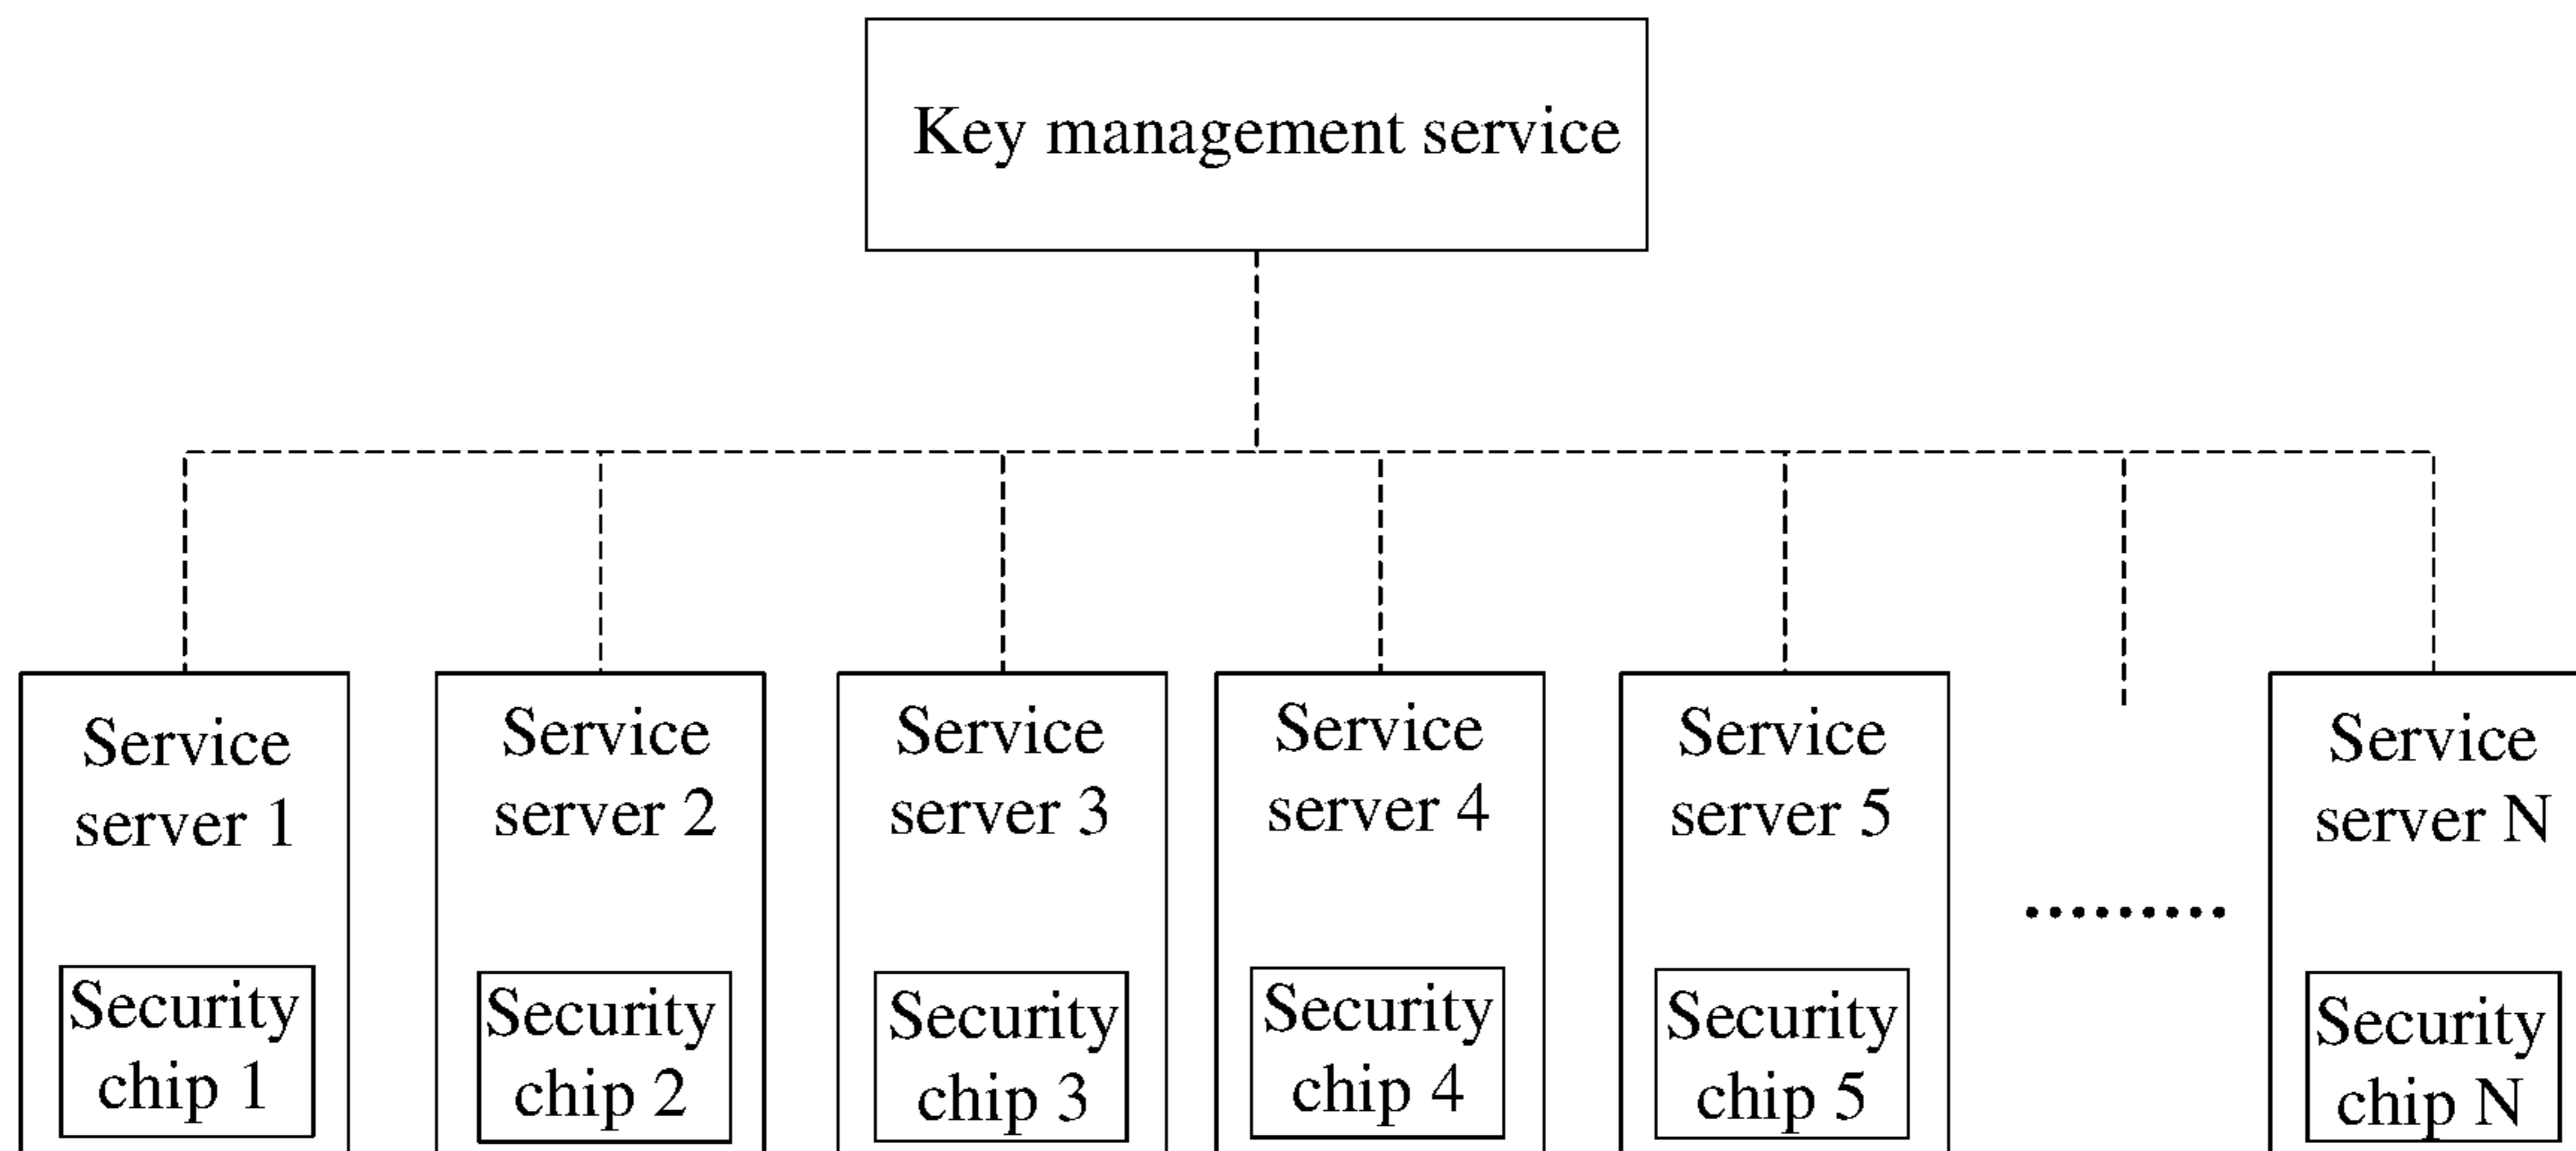 Key management service
Service
server 1
Security
chip 1
Service
server 2
Security
chip 2
Service
server 3
Security
chip 3
Service
server 4
Security
chip 4
Service
server 5
Security
chip 5
.........
Service
server N
Security
chip N